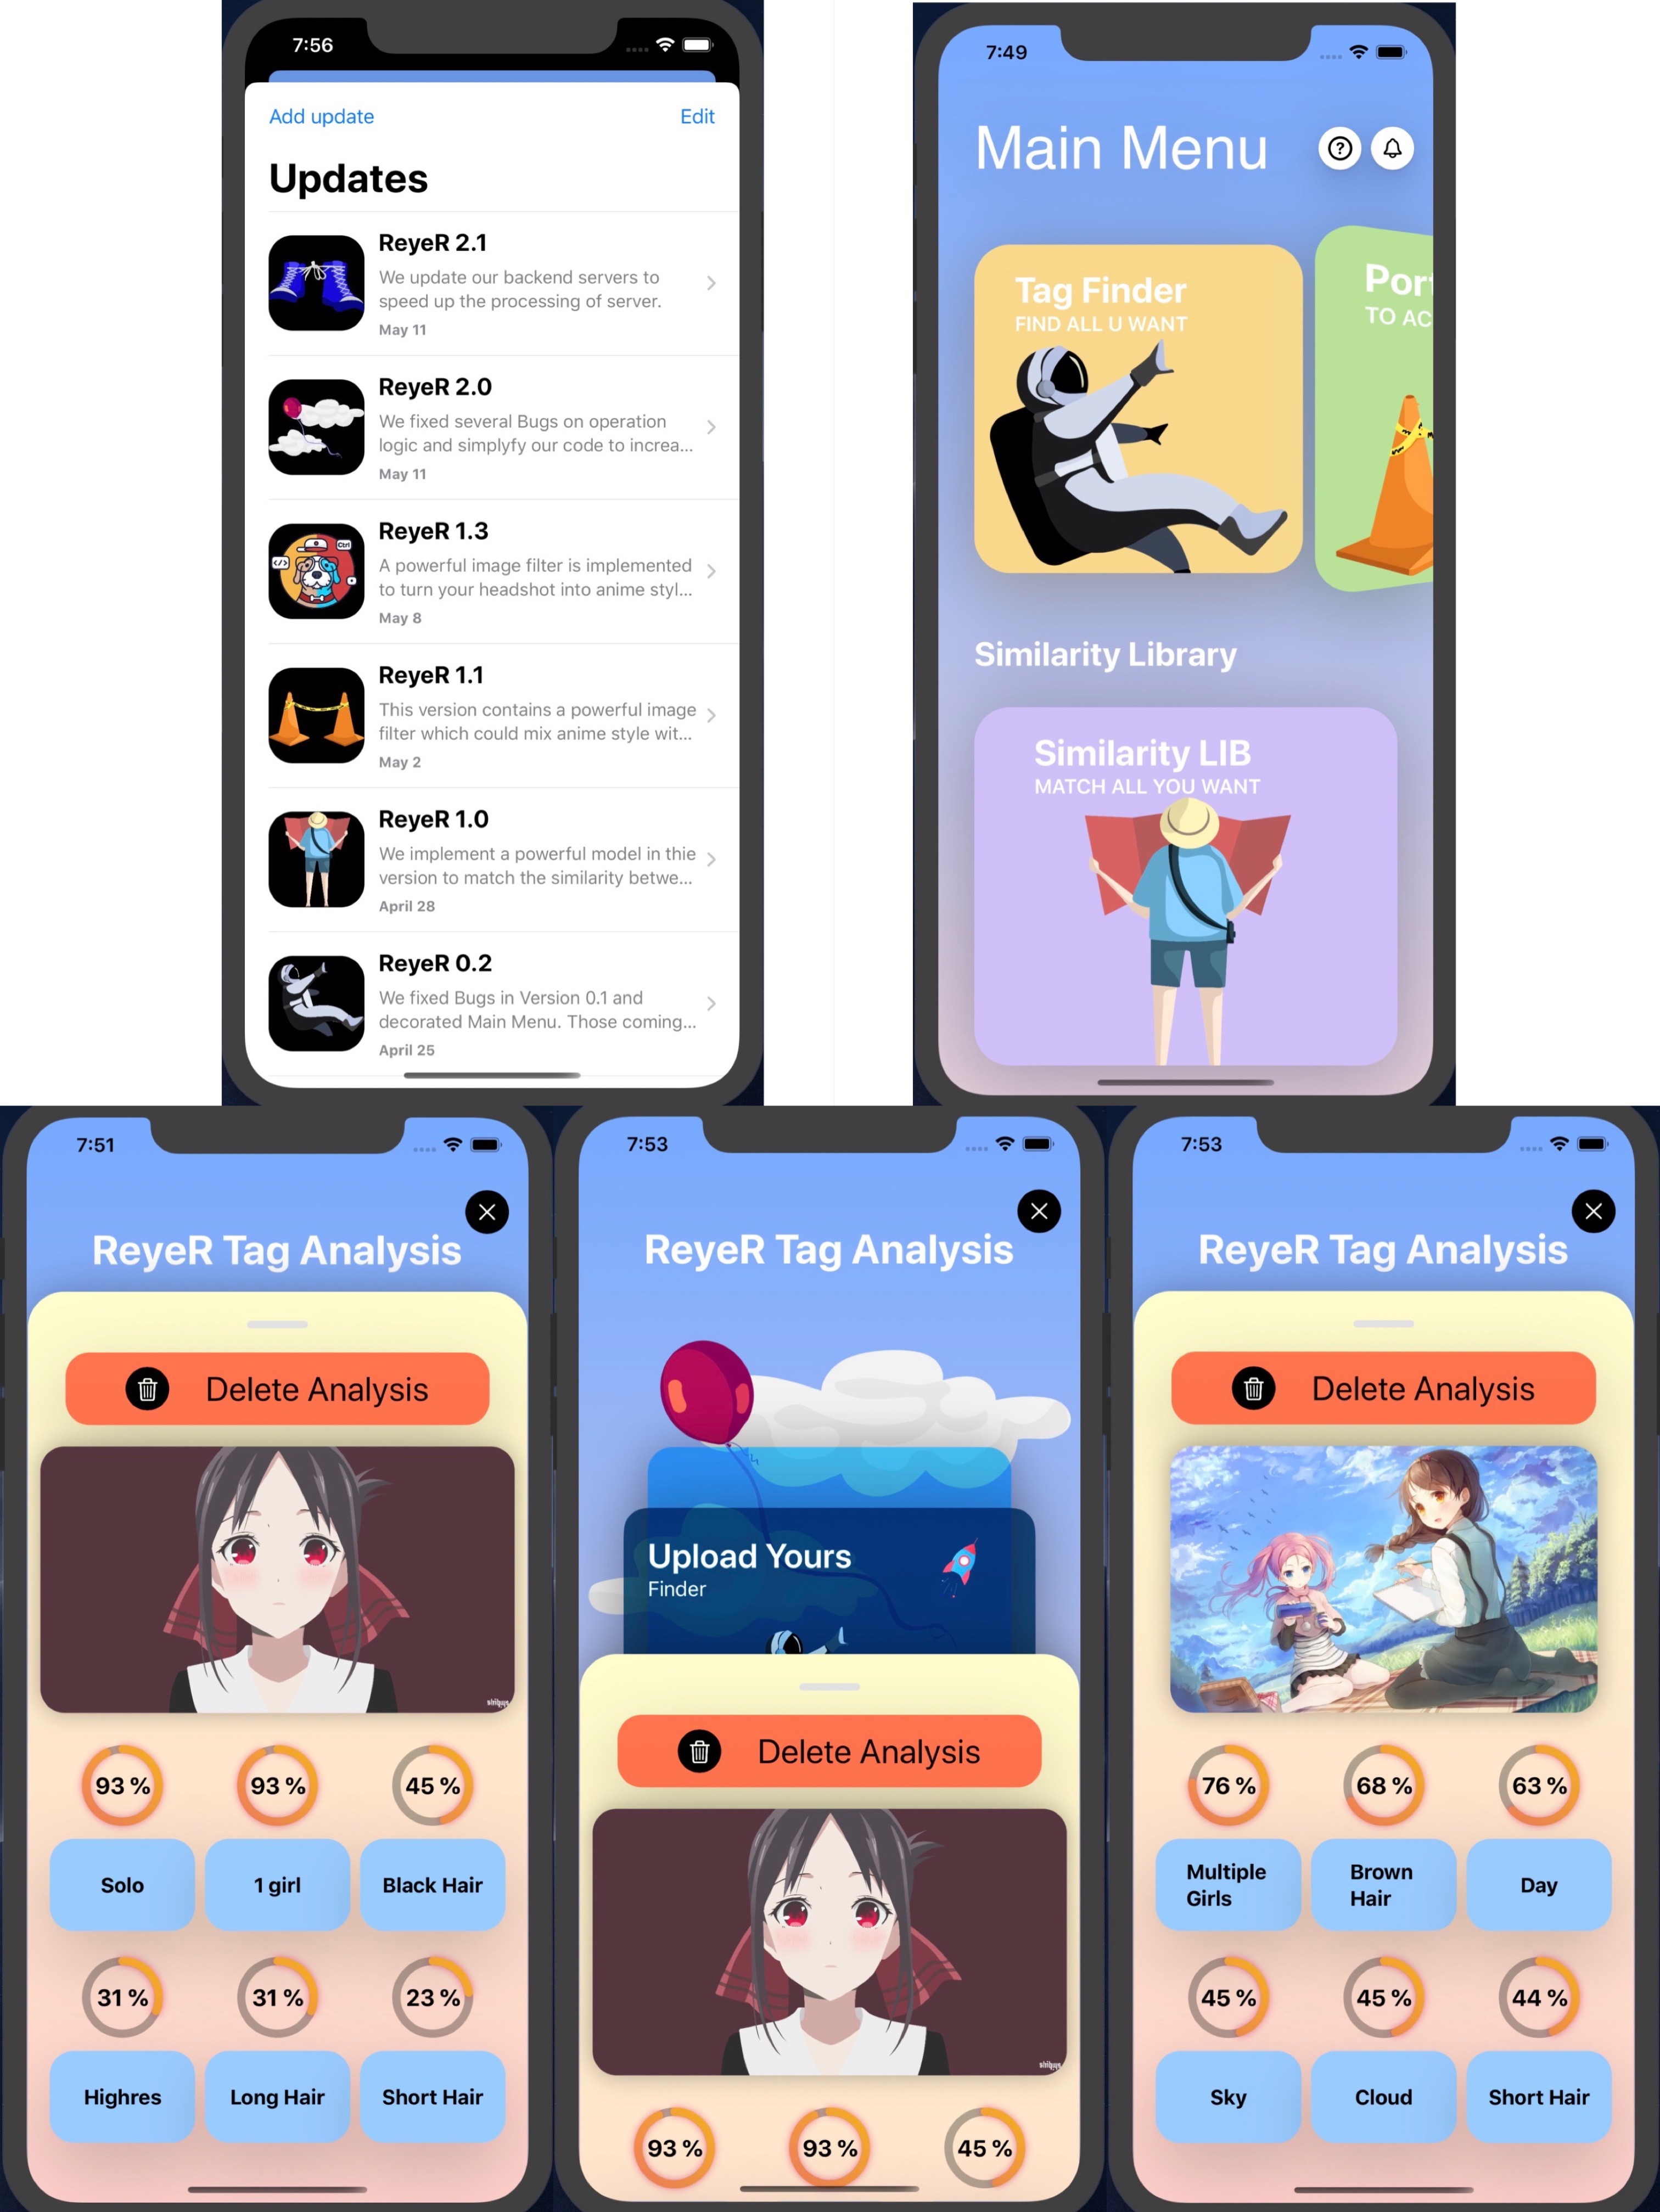 7:56
Add update
Edit
Updates
ReyeR 2.1
We update our backend servers to
speed up the processing of server.
May 11
ReyeR 2.0
We fixed several Bugs on operation
logic and simplyfy our code to increa...
May 11
ReyeR 1.3
A powerful image filter is implemented
to turn your headshot into anime styl...
May 8
ReyeR 1.1
This version contains a powerful image
filter which could mix anime style wit...
May 2
ReyeR 1.0
We implement a powerful model in thie
version to match the similarity betwe...
April 28
ReyeR 0.2
We fixed Bugs in Version 0.1 and
decorated Main Menu. Those coming...
April 25
Ctrl
</>
7:49
Main Menu
?
Tag Finder
FIND ALL U WANT
Por
TO AC
Similarity Library
Similarity LIB
MATCH ALL YOU WANT
7:51
ReyeR Tag Analysis
Delete Analysis
93 %
93 %
45 %
Solo
1 girl
Black Hair
31 %
31 %
23 %
Highres
Long Hair
Short Hair
7:53
ReyeR Tag Analysis
Upload Yours
Finder
Delete Analysis
93 %
93 %
45 %
7:53
ReyeR Tag Analysis
Delete Analysis
76 %
68 %
63 %
Multiple
Girls
Brown
Hair
Day
45 %
45 %
44 %
Sky
Cloud
Short Hair